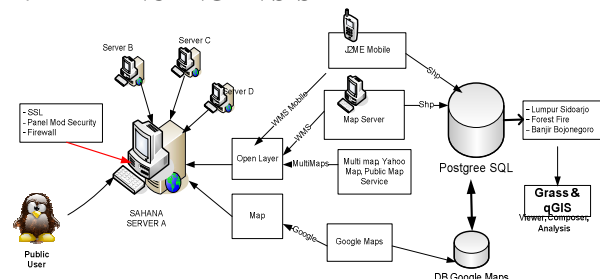 Server C
Server B
Server D
J2ME Mobile
Shp
WMS Mobile
- SSL
- Panel Mod Security
- Firewall
Map Server
Shp
WMS
- Lumpur Sidoarjo
- Forest Fire
- Banjir Bojonegoro
Open Layer
MultiMaps
Multi map, Yahoo
Map, Public Map
Service
Postgree SQL
Grass &
qGIS
Viewer, Composer,
Analysis
SAHANA
SERVER A
Map
Google
Google Maps
Public
User
DB Google Maps